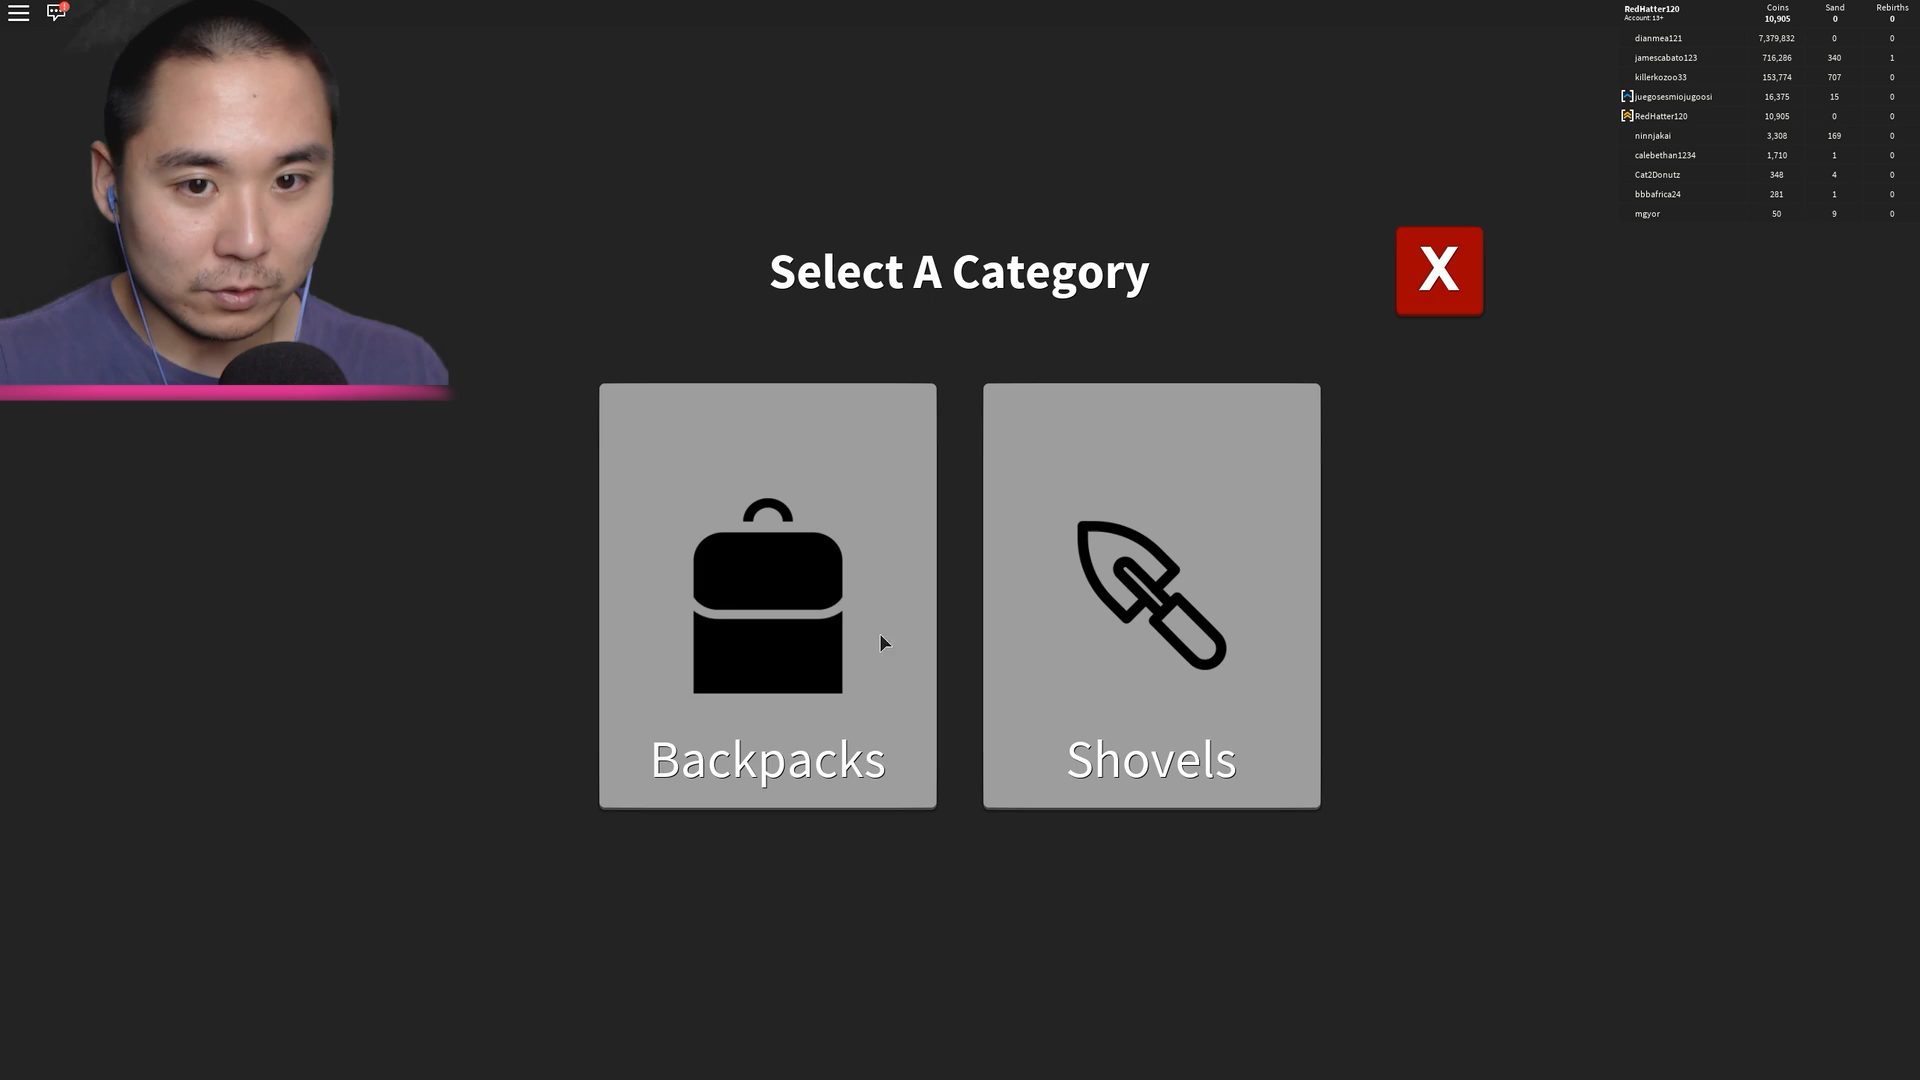 RedHatter120 Coins Sand Rebirths
Account: 13+ 10,905 0 0
dianmea121 7,379,832 0 0
jamescabato123 716,286 340 1
killerkozoo33 153,774 707 0
juegosesmiojugoosi 16,375 15 0
RedHatter120 10,905 0 0
ninnjakai 3,308 169 0
calebethan1234 1,710 1 0
Cat2Donutz 348 4 0
bbbafrica24 281 1 0
mgyor 50 9 0
Select A Category
X
Backpacks
Shovels